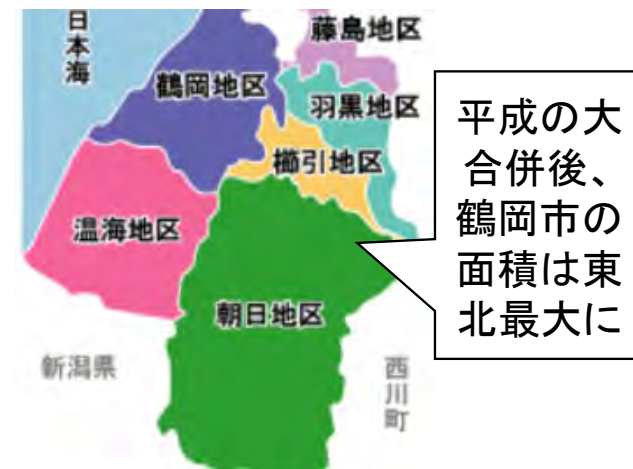 日本海
藤島地区
鶴岡地区
羽黒地区
櫛引地区
温海地区
朝日地区
新潟県
西川町
平成の大
合併後、
鶴岡市の
面積は東
北最大に